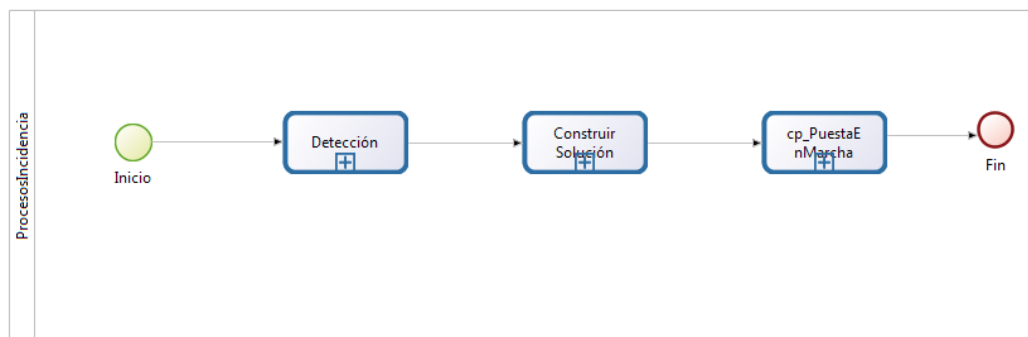 ProcesosIncidencia
Inicio
Detección
Construir
Solución
cp_PuestaE
nMarcha
Fin